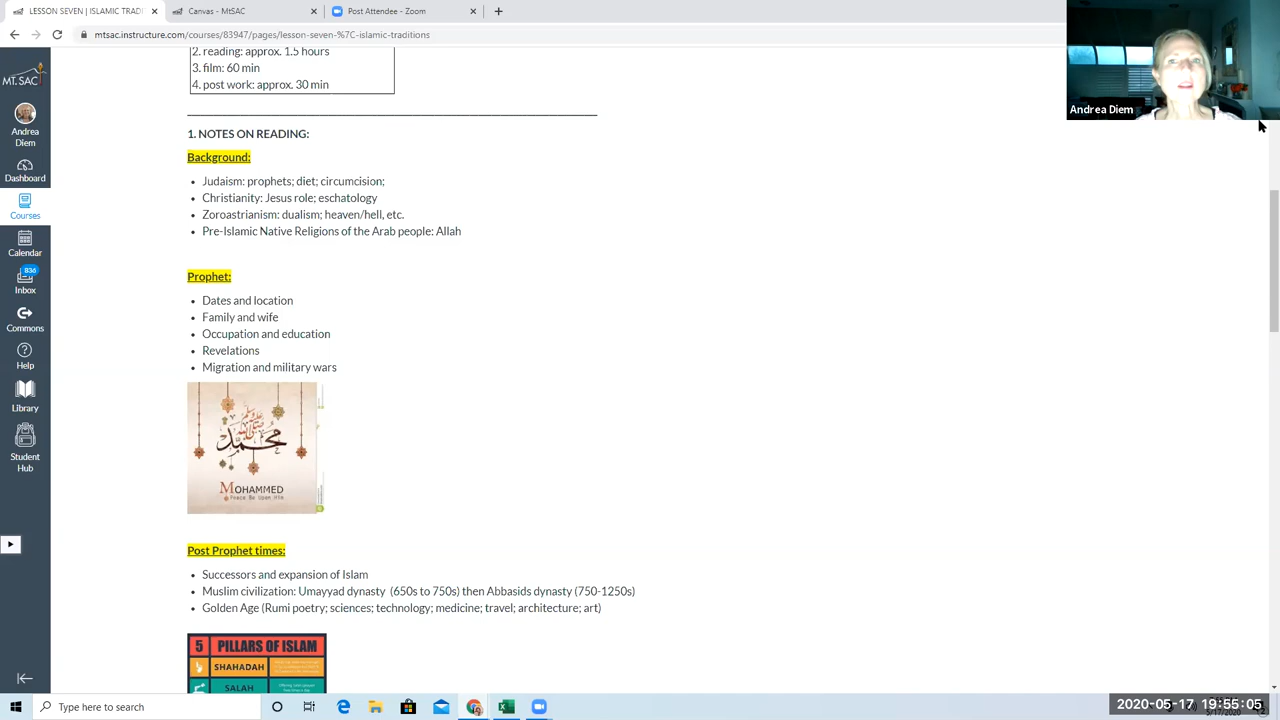 LESSON SEVEN | ISLAMIC TRADIT
Canvas - MtSAC
Post Attendee - Zoom
mtsac.instructure.com/courses/83947/pages/lesson-seven-%7C-islamic-traditions
Andrea Diem
MT. SAC
Andrea
Diem
Dashboard
Courses
Calendar
836
Inbox
Commons
Help
Library
Student
Hub
2. reading: approx. 1.5 hours
3. film: 60 min
4. post work: approx. 30 min
1. NOTES ON READING:
Background:
• Judaism: prophets; diet; circumcision;
• Christianity: Jesus role; eschatology
• Zoroastrianism: dualism; heaven/hell, etc.
• Pre-Islamic Native Religions of the Arab people: Allah
Prophet:
• Dates and location
• Family and wife
• Occupation and education
• Revelations
• Migration and military wars
محمد
MOHAMMED
Peace Be Upon Him
Post Prophet times:
• Successors and expansion of Islam
• Muslim civilization: Umayyad dynasty (650s to 750s) then Abbasids dynasty (750-1250s)
• Golden Age (Rumi poetry; sciences; technology; medicine; travel; architecture; art)
5 PILLARS OF ISLAM
SHAHADAH
SALAH
Type here to search
2020-05-17 19:55:05